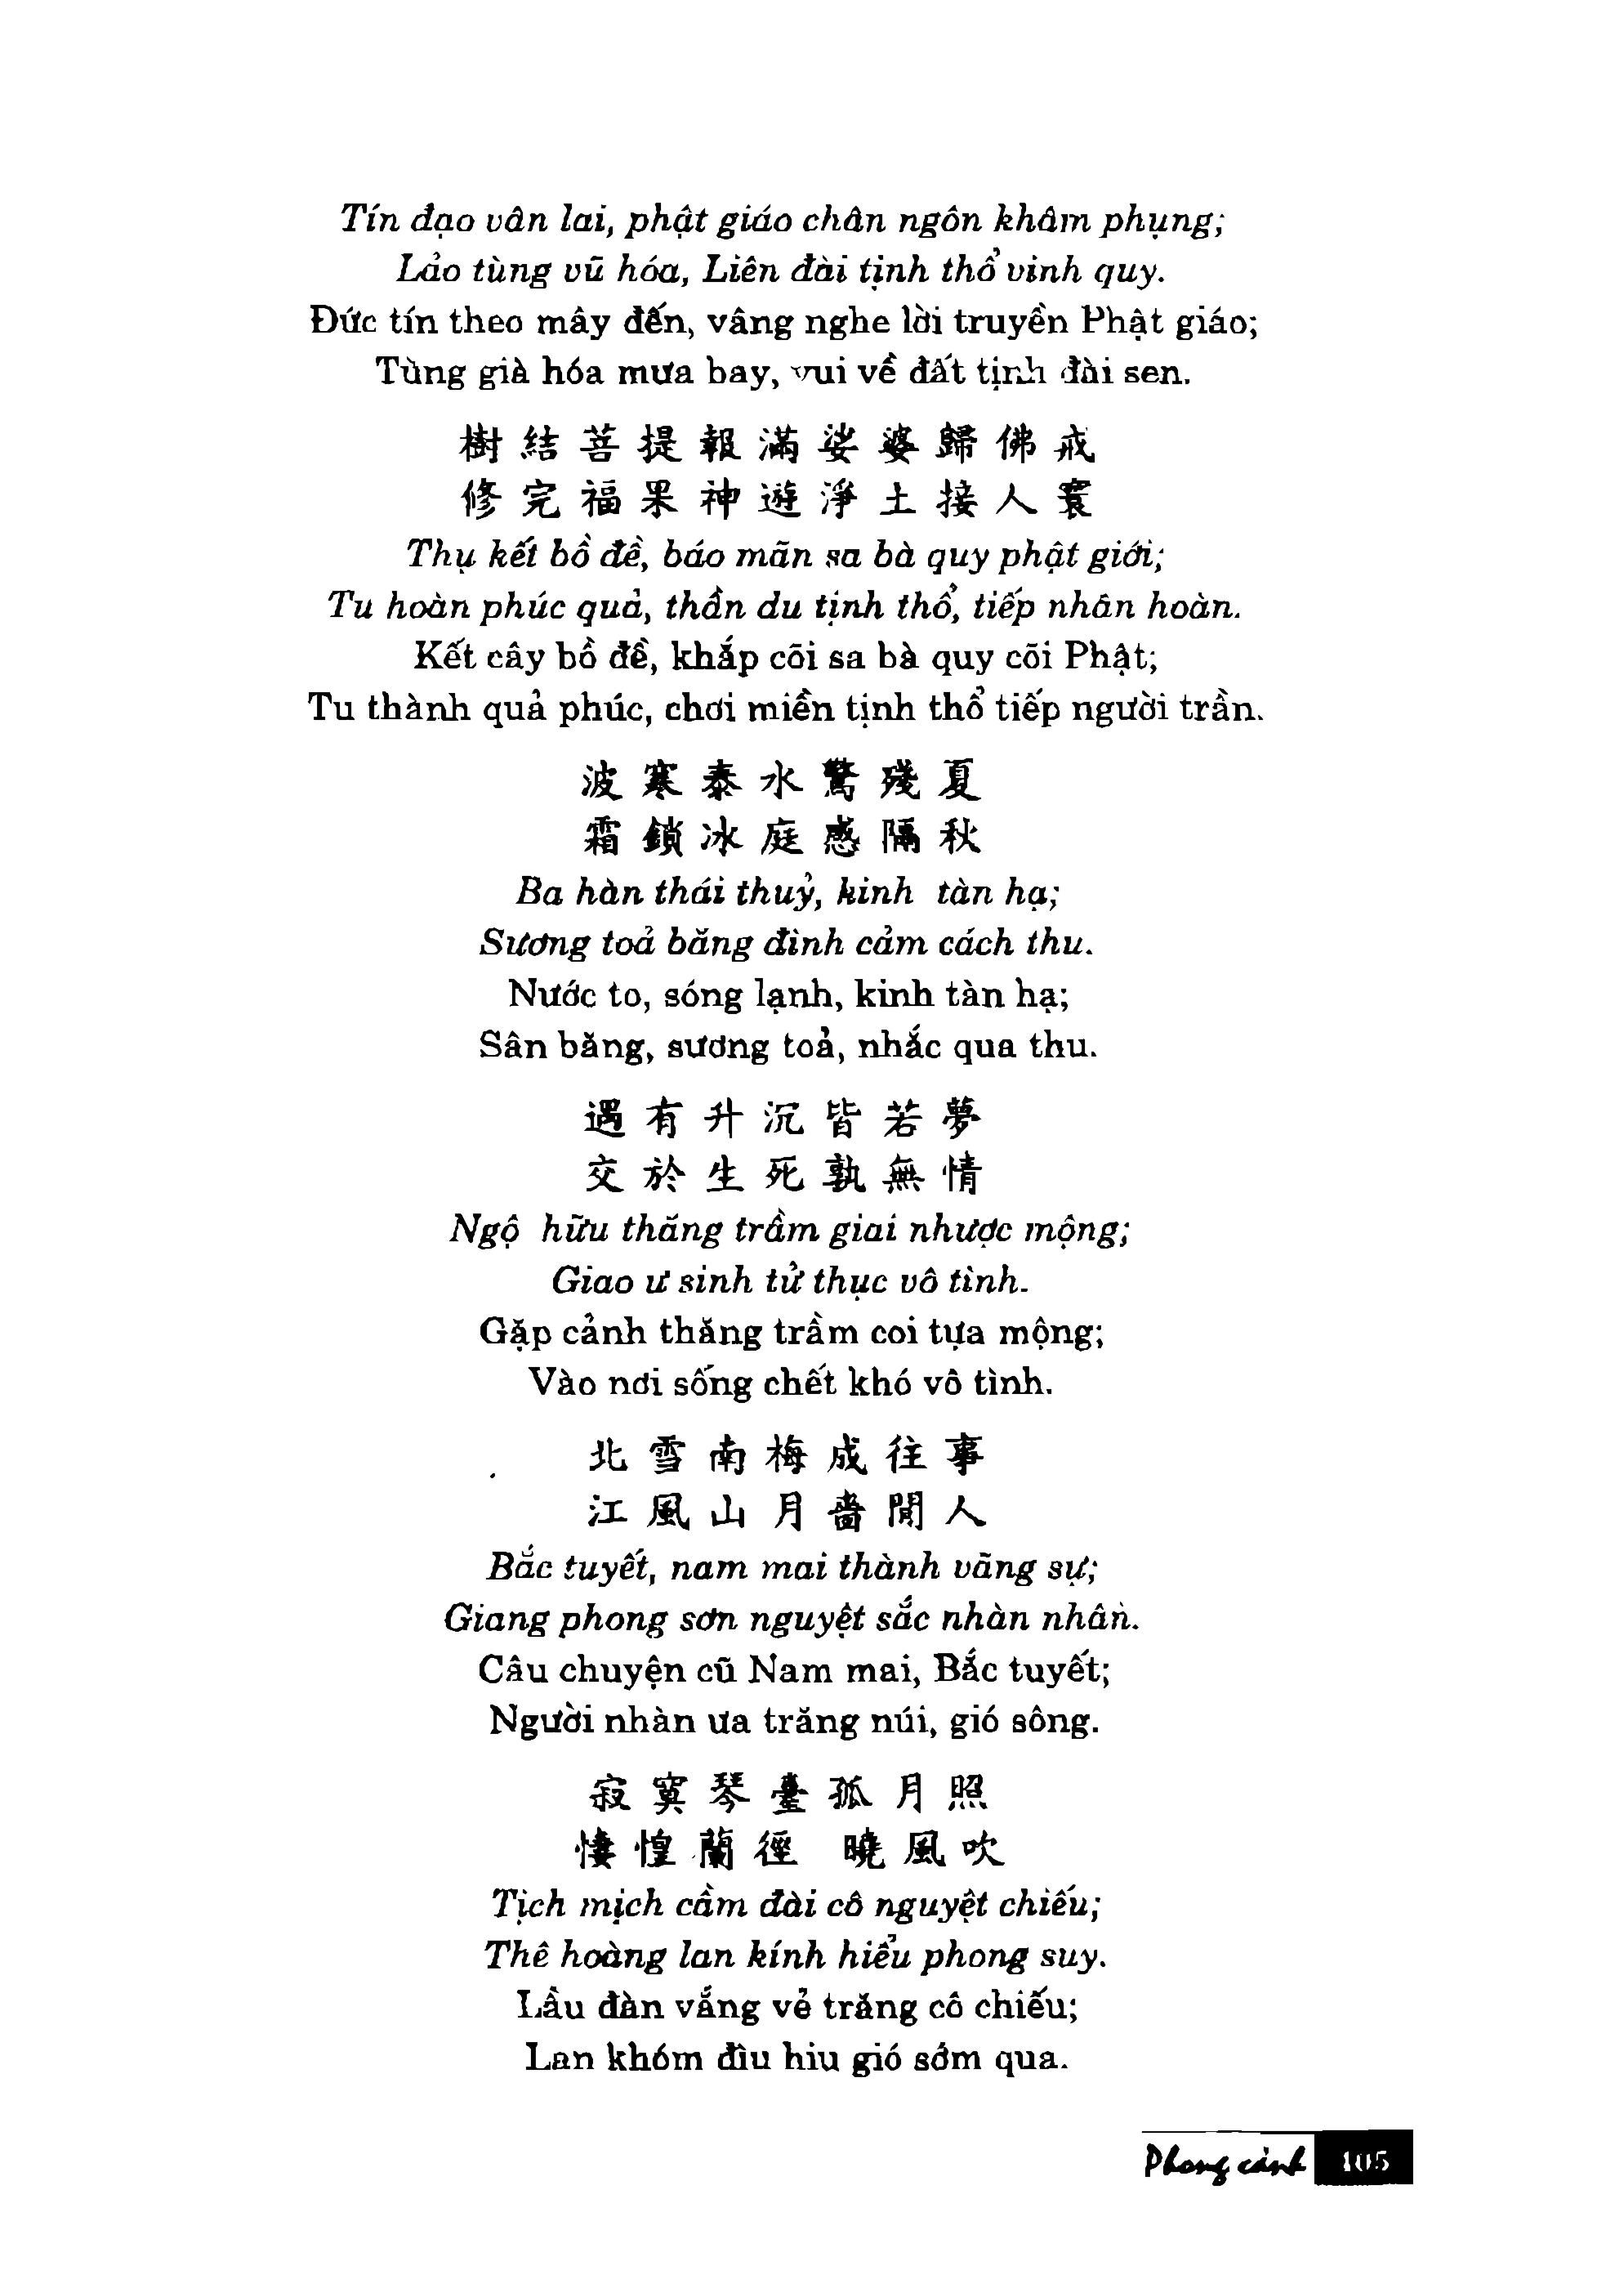 Tín đạo vân lai, phật giáo chân ngôn khâm phụng;
Lảo tùng vũ hóa, Liên đài tịnh thổ vinh quy.
Đức tín theo mây đến, vâng nghe lời truyền Phật giáo;
Tùng già hóa mưa bay, vui về đất tịnh đài sen.
樹結菩提報滿娑婆歸佛戒
修完福果神遊淨土接人寰
Thụ kết bồ đề, báo mãn sa bà quy phật giới;
Tu hoàn phúc quả, thần du tịnh thổ, tiếp nhân hoàn.
Kết cây bồ đề, khắp cõi sa bà quy cõi Phật;
Tu thành quả phúc, chơi miền tịnh thổ tiếp người trần.
波寒泰水驚殘夏
霜鎖冰庭感隔秋
Ba hàn thái thuỷ, kinh tàn hạ;
Sương toả băng đình cảm cách thu.
Nước to, sóng lạnh, kinh tàn hạ;
Sân băng, sương toả, nhắc qua thu.
遇有升沉皆若夢
交於生死孰無情
Ngộ hữu thăng trầm giai nhược mộng;
Giao ư sinh tử thục vô tình.
Gặp cảnh thăng trầm coi tựa mộng;
Vào nơi sống chết khó vô tình.
北雪南梅成往事
江風山月嗇閒人
Bắc tuyết, nam mai thành vãng sự;
Giang phong sơn nguyệt sắc nhàn nhân.
Câu chuyện cũ Nam mai, Bắc tuyết;
Người nhàn ưa trăng núi, gió sông.
寂寞琴臺孤月照
悽惶蘭徑 曉風吹
Tịch mịch cầm đài cô nguyệt chiếu;
Thê hoàng lan kính hiểu phong suy.
Lầu đàn vắng vẻ trăng cô chiếu;
Lan khóm đìu hiu gió sớm qua.
Phong cảnh 105